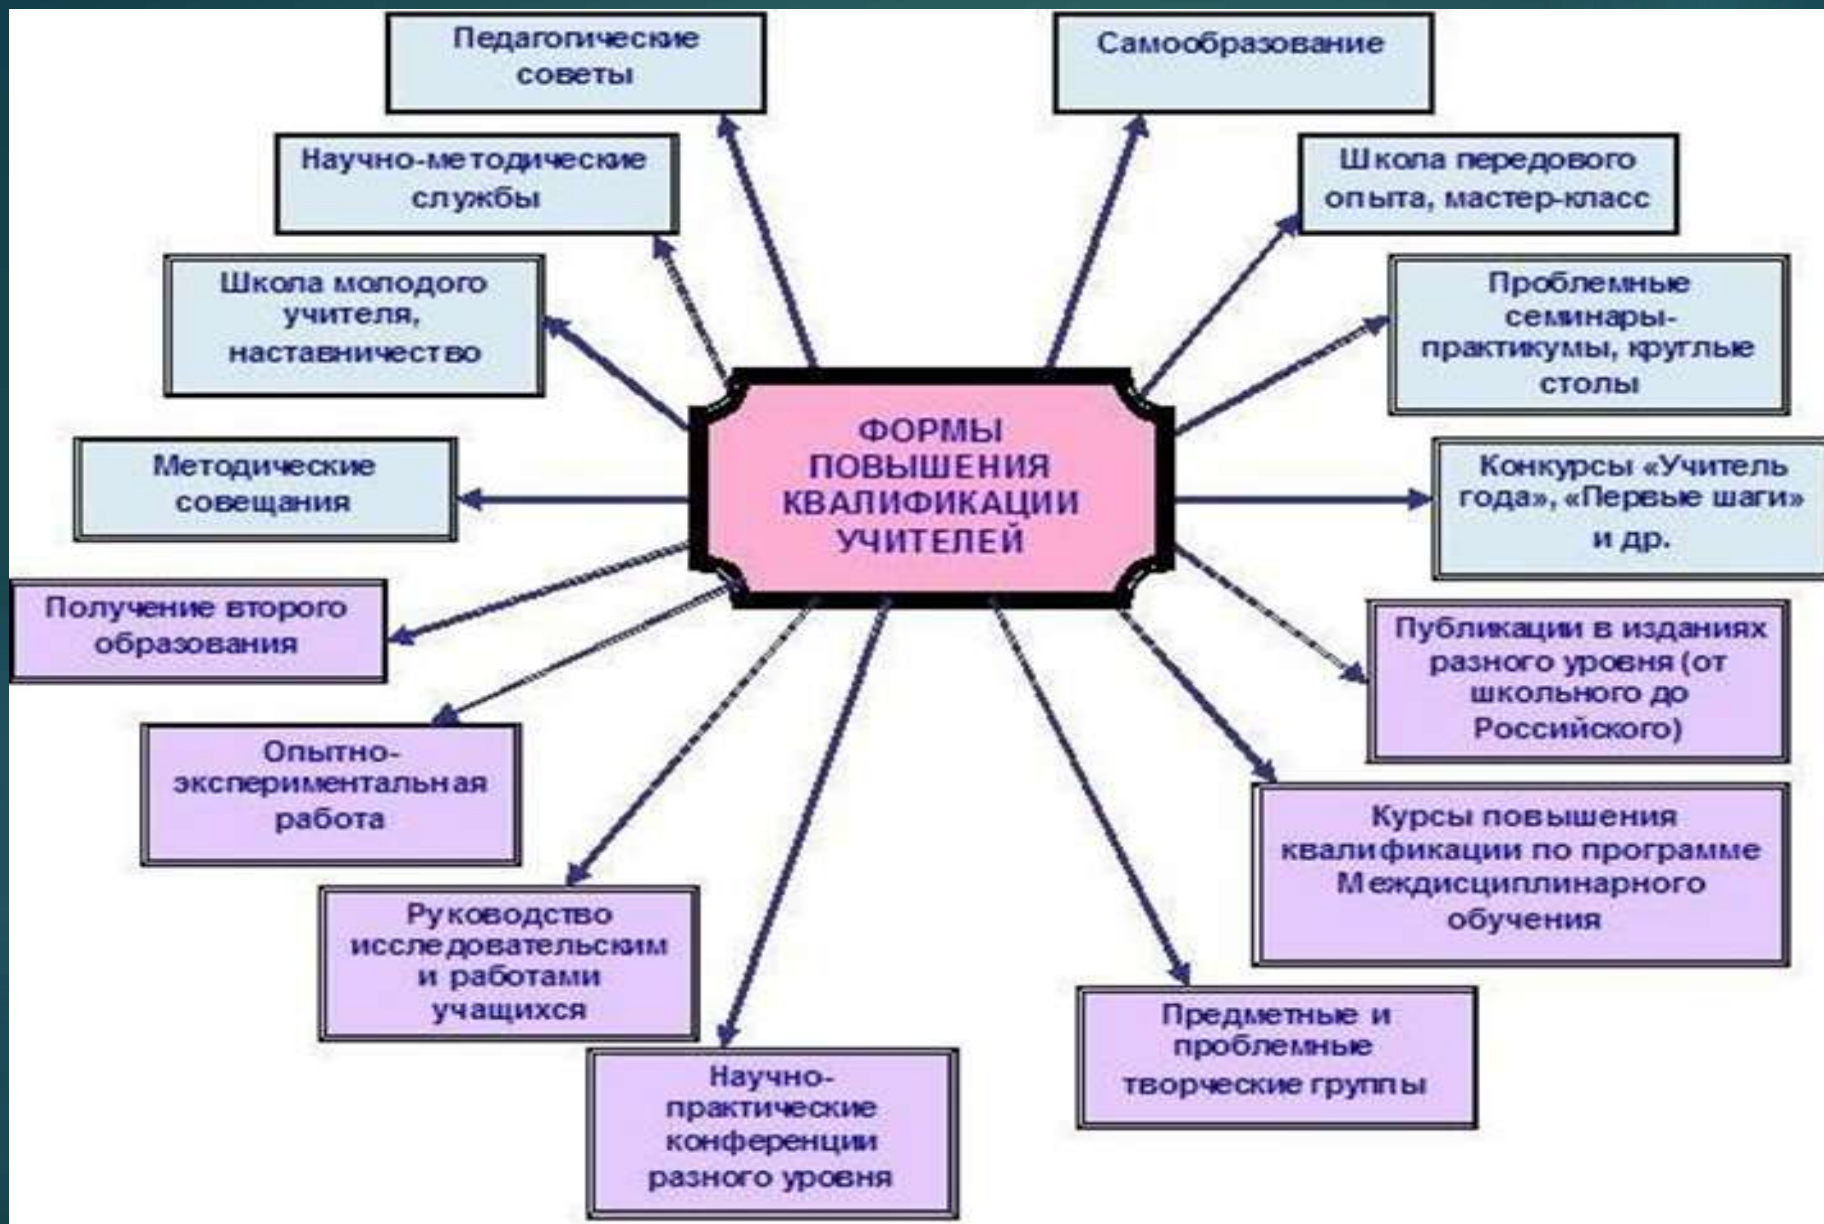 Педагогические
советы
Самообразование
Научно-методические
службы
Школа передового
опыта, мастер-класс
Школа молодого
учителя,
наставничество
Проблемные
семинары-
практикумы, круглые
столы
Методические
совещания
ФОРМЫ
ПОВЫШЕНИЯ
КВАЛИФИКАЦИИ
УЧИТЕЛЕЙ
Конкурсы «Учитель
года», «Первые шаги»
и др.
Получение второго
образования
Публикации в изданиях
разного уровня (от
школьного до
Российского)
Опытно-
экспериментальная
работа
Курсы повышения
квалификации по программе
Междисциплинарного
обучения
Руководство
исследовательским
и работами
учащихся
Предметные и
проблемные
творческие группы
Научно-
практические
конференции
разного уровня